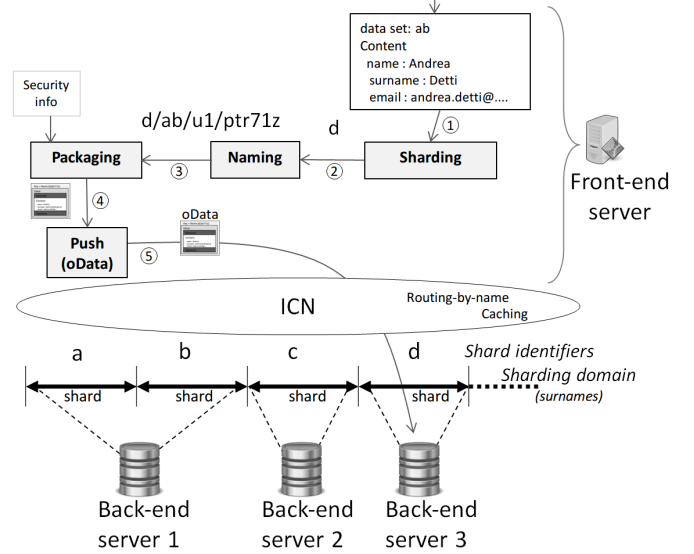 data set: ab
Content
name : Andrea
surname : Detti
email : andrea.detti@....
Security
info
d/ab/u1/ptr71z
d
1
Packaging
3
Naming
2
Sharding
Front-end
server
4
oData
Push
(oData)
5
ICN
Routing-by-name
Caching
a
b
c
d
Shard identifiers
shard
shard
shard
shard
Sharding domain
(surnames)
Back-end
server 1
Back-end
server 2
Back-end
server 3